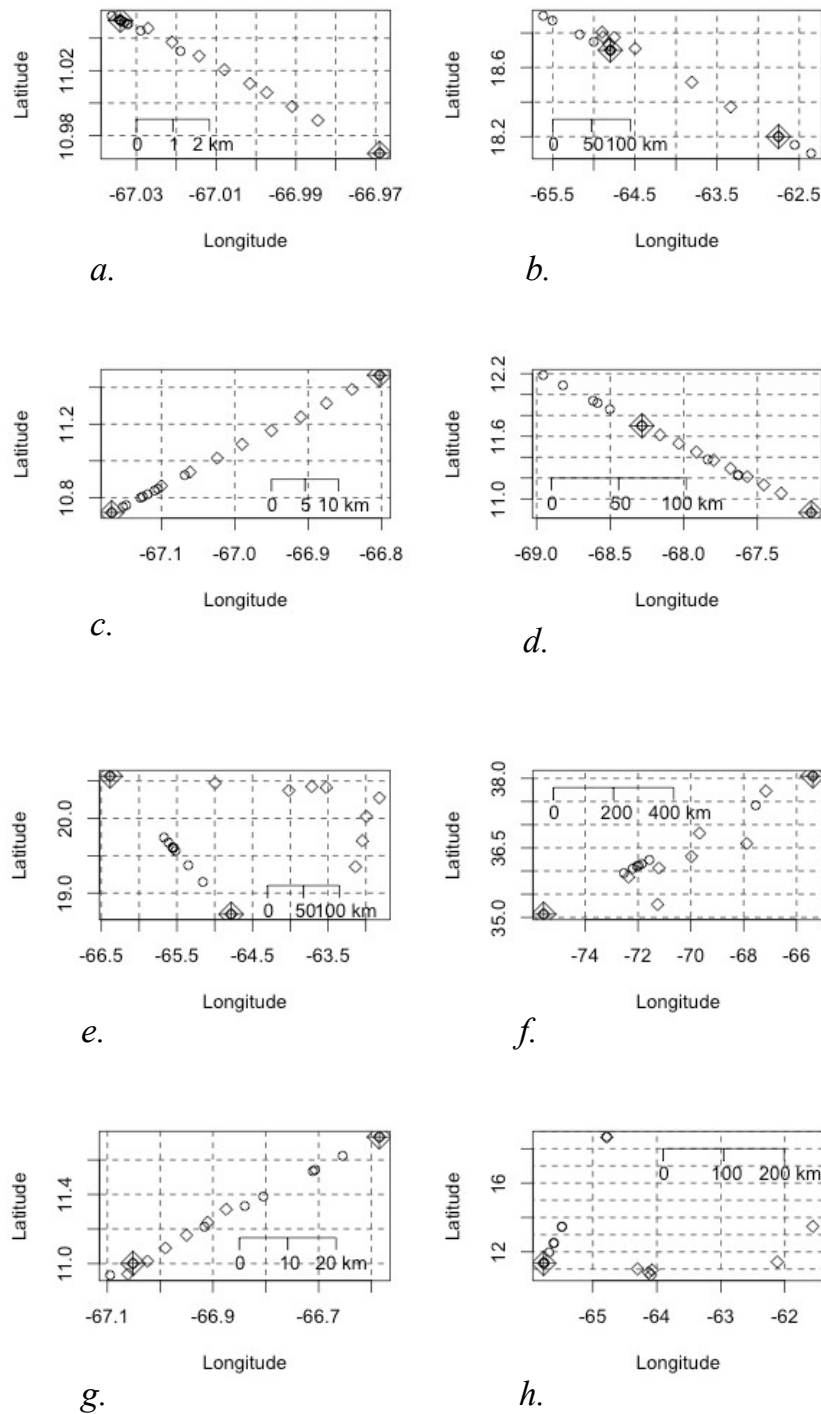 Latitude
11.02
10.98
0 1 2 km
-67.03 -67.01 -66.99 -66.97
Longitude
a.
Latitude
18.6
18.2
0 50 100 km
-65.5 -64.5 -63.5 -62.5
Longitude
b.
Latitude
11.2
10.8
0 5 10 km
-67.1 -67.0 -66.9 -66.8
Longitude
c.
Latitude
12.2
11.6
11.0
0 50 100 km
-69.0 -68.5 -68.0 -67.5
Longitude
d.
Latitude
20.0
19.0
0 50 100 km
-66.5 -65.5 -64.5 -63.5
Longitude
e.
Latitude
38.0
36.5
35.0
0 200 400 km
-74 -72 -70 -68 -66
Longitude
f.
Latitude
11.4
11.0
0 10 20 km
-67.1 -66.9 -66.7
Longitude
g.
Latitude
16
12
0 100 200 km
-65 -64 -63 -62
Longitude
h.